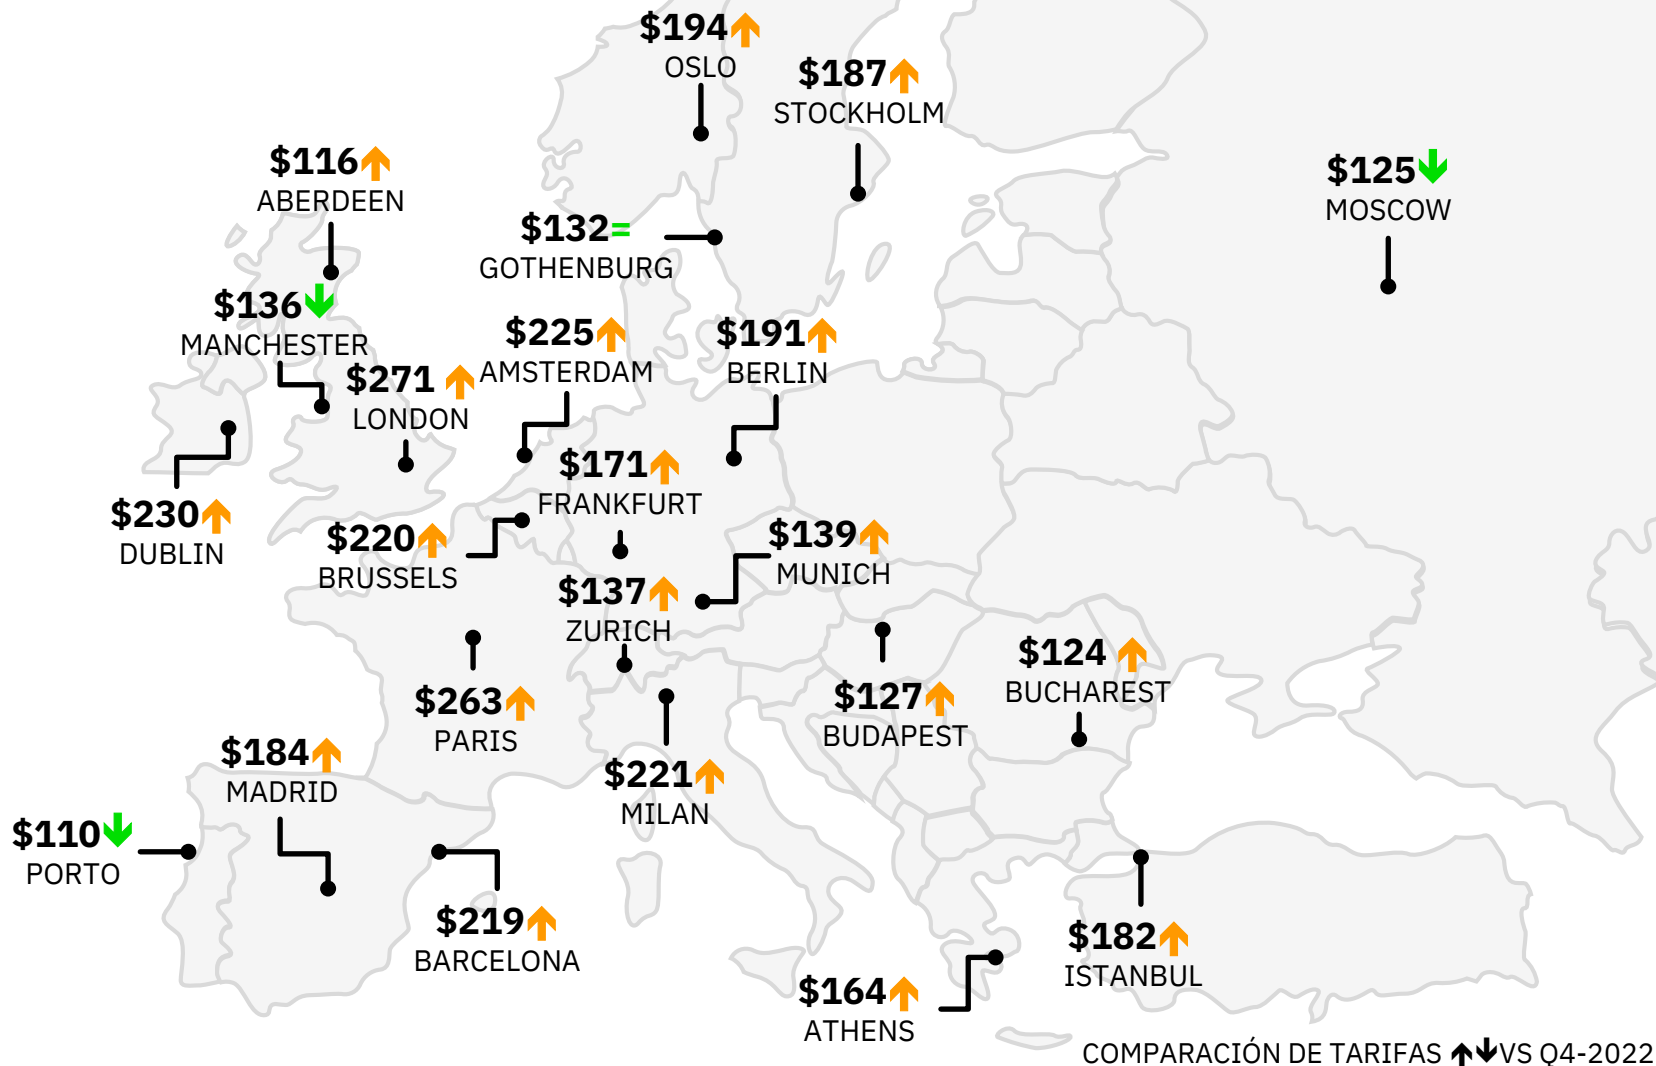 $194
OSLO
$187
STOCKHOLM
$116
ABERDEEN
$125
MOSCOW
$132=
GOTHENBURG
$136
MANCHESTER
$225
AMSTERDAM
$191
BERLIN
$271
LONDON
$171
FRANKFURT
$230
DUBLIN
$220
BRUSSELS
$139
MUNICH
$137
ZURICH
$124
BUCHAREST
$127
BUDAPEST
$263
PARIS
$184
MADRID
$221
MILAN
$110
PORTO
$219
BARCELONA
$182
ISTANBUL
$164
ATHENS
COMPARACIÓN DE TARIFAS ↑↓VS Q4-2022